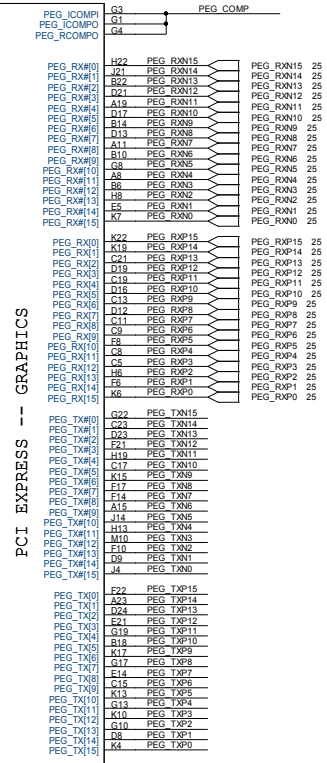 PEG_ICOMPI G3 PEG_COMP
PEG_ICOMPO G1
PEG_RCOMPO G4
PEG_RX#[0] H22 PEG_RXN15 PEG_RXN15 25
PEG_RX#[1] J21 PEG_RXN14 PEG_RXN14 25
PEG_RX#[2] B22 PEG_RXN13 PEG_RXN13 25
PEG_RX#[3] D21 PEG_RXN12 PEG_RXN12 25
PEG_RX#[4] A19 PEG_RXN11 PEG_RXN11 25
PEG_RX#[5] D17 PEG_RXN10 PEG_RXN10 25
PEG_RX#[6] B14 PEG_RXN9 PEG_RXN9 25
PEG_RX#[7] D13 PEG_RXN8 PEG_RXN8 25
PEG_RX#[8] A11 PEG_RXN7 PEG_RXN7 25
PEG_RX#[9] B10 PEG_RXN6 PEG_RXN6 25
PEG_RX#[10] G8 PEG_RXN5 PEG_RXN5 25
PEG_RX#[11] A8 PEG_RXN4 PEG_RXN4 25
PEG_RX#[12] B6 PEG_RXN3 PEG_RXN3 25
PEG_RX#[13] H8 PEG_RXN2 PEG_RXN2 25
PEG_RX#[14] E5 PEG_RXN1 PEG_RXN1 25
PEG_RX#[15] K7 PEG_RXN0 PEG_RXN0 25
PEG_RX[0] K22 PEG_RXP15 PEG_RXP15 25
PEG_RX[1] K19 PEG_RXP14 PEG_RXP14 25
PEG_RX[2] C21 PEG_RXP13 PEG_RXP13 25
PEG_RX[3] D19 PEG_RXP12 PEG_RXP12 25
PEG_RX[4] C19 PEG_RXP11 PEG_RXP11 25
PEG_RX[5] D16 PEG_RXP10 PEG_RXP10 25
PEG_RX[6] C13 PEG_RXP9 PEG_RXP9 25
PEG_RX[7] D12 PEG_RXP8 PEG_RXP8 25
PEG_RX[8] C11 PEG_RXP7 PEG_RXP7 25
PEG_RX[9] C9 PEG_RXP6 PEG_RXP6 25
PEG_RX[10] F8 PEG_RXP5 PEG_RXP5 25
PEG_RX[11] C8 PEG_RXP4 PEG_RXP4 25
PEG_RX[12] C5 PEG_RXP3 PEG_RXP3 25
PEG_RX[13] H6 PEG_RXP2 PEG_RXP2 25
PEG_RX[14] F6 PEG_RXP1 PEG_RXP1 25
PEG_RX[15] K6 PEG_RXP0 PEG_RXP0 25
PCI EXPRESS -- GRAPHICS
PEG_TX#[0] G22 PEG_TXN15
PEG_TX#[1] C23 PEG_TXN14
PEG_TX#[2] D23 PEG_TXN13
PEG_TX#[3] F21 PEG_TXN12
PEG_TX#[4] H19 PEG_TXN11
PEG_TX#[5] C17 PEG_TXN10
PEG_TX#[6] K15 PEG_TXN9
PEG_TX#[7] F17 PEG_TXN8
PEG_TX#[8] F14 PEG_TXN7
PEG_TX#[9] A15 PEG_TXN6
PEG_TX#[10] J14 PEG_TXN5
PEG_TX#[11] H13 PEG_TXN4
PEG_TX#[12] M10 PEG_TXN3
PEG_TX#[13] F10 PEG_TXN2
PEG_TX#[14] D9 PEG_TXN1
PEG_TX#[15] J4 PEG_TXN0
PEG_TX[0] F22 PEG_TXP15
PEG_TX[1] A23 PEG_TXP14
PEG_TX[2] D24 PEG_TXP13
PEG_TX[3] E21 PEG_TXP12
PEG_TX[4] G19 PEG_TXP11
PEG_TX[5] B18 PEG_TXP10
PEG_TX[6] K17 PEG_TXP9
PEG_TX[7] G17 PEG_TXP8
PEG_TX[8] E14 PEG_TXP7
PEG_TX[9] C15 PEG_TXP6
PEG_TX[10] K13 PEG_TXP5
PEG_TX[11] G13 PEG_TXP4
PEG_TX[12] K10 PEG_TXP3
PEG_TX[13] G10 PEG_TXP2
PEG_TX[14] D8 PEG_TXP1
PEG_TX[15] K4 PEG_TXP0